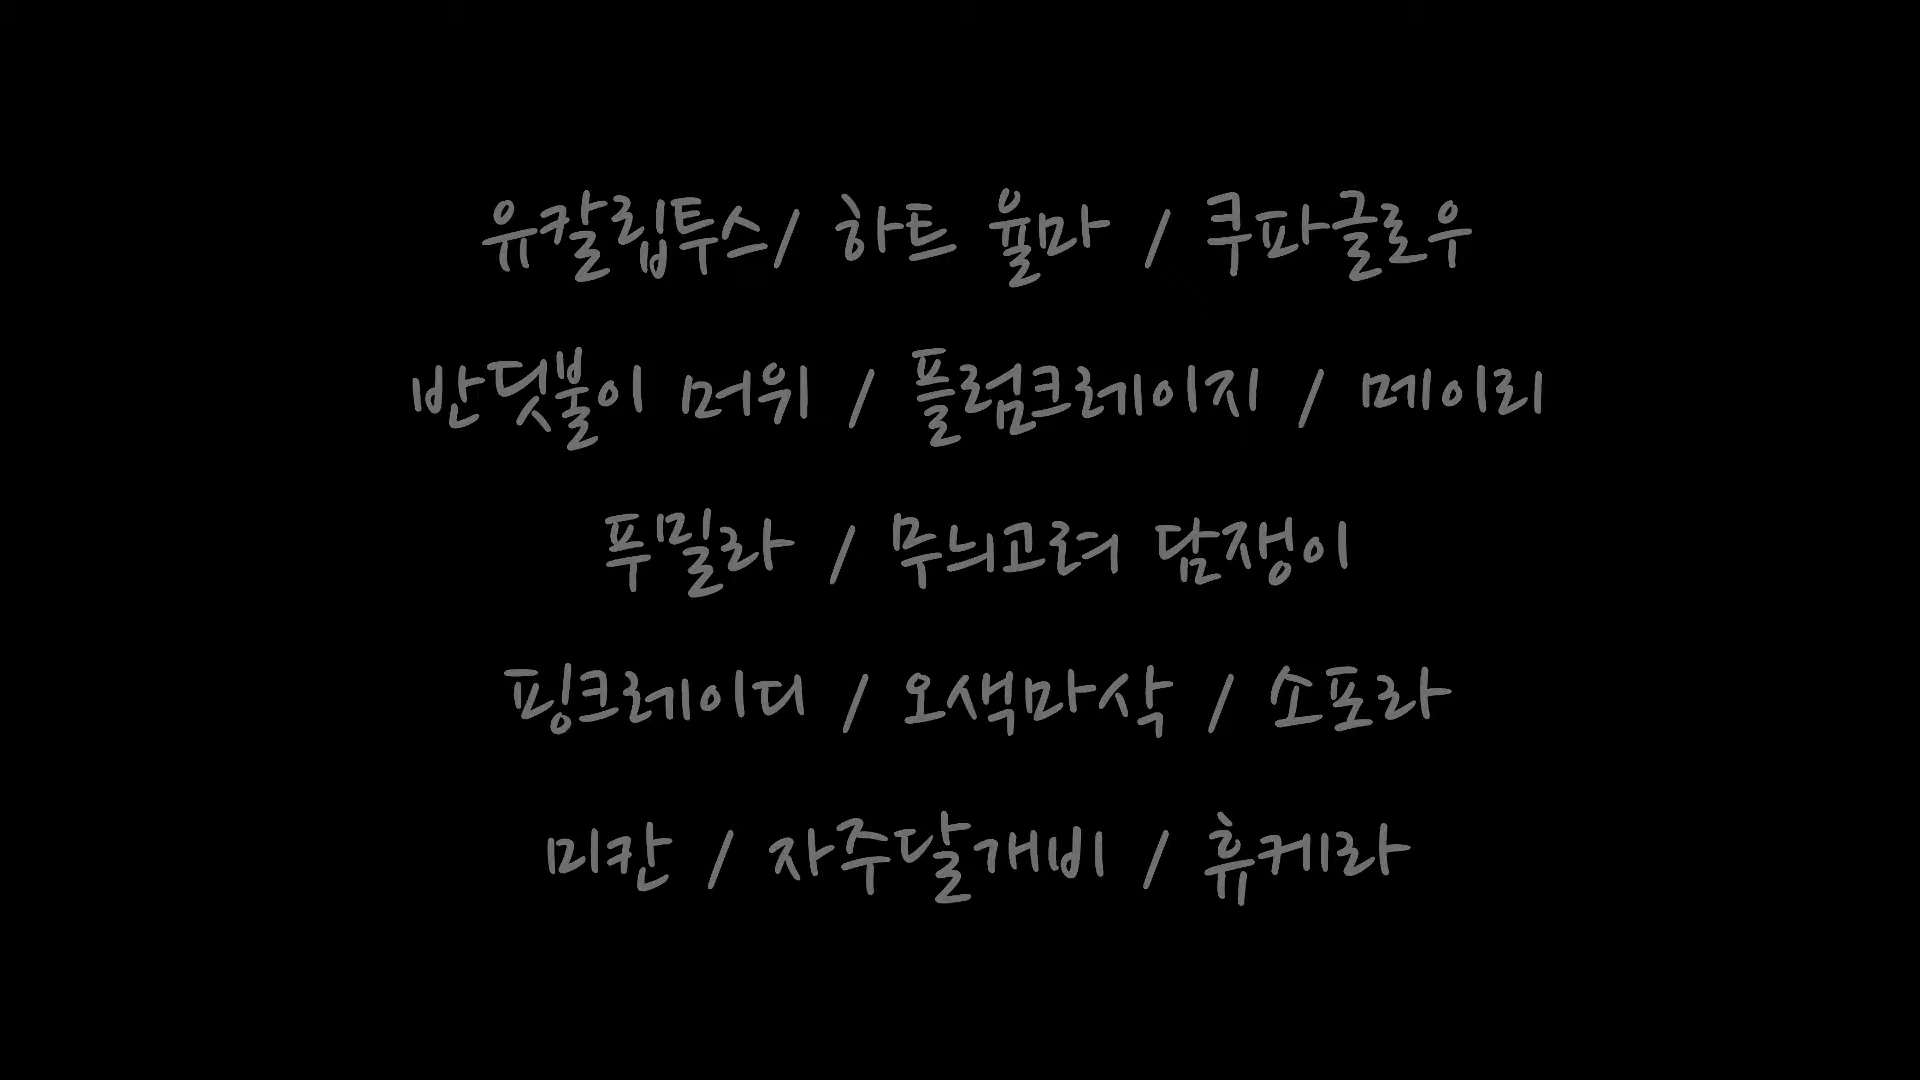 유칼립투스/ 하트 율마 / 쿠파글로우
반딧불이 머위 / 플럼크레이지 / 메이리
푸밀라 / 무늬고려 담쟁이
핑크레이디 / 오색마삭 / 소포라
미칸 / 자주달개비 / 휴케라